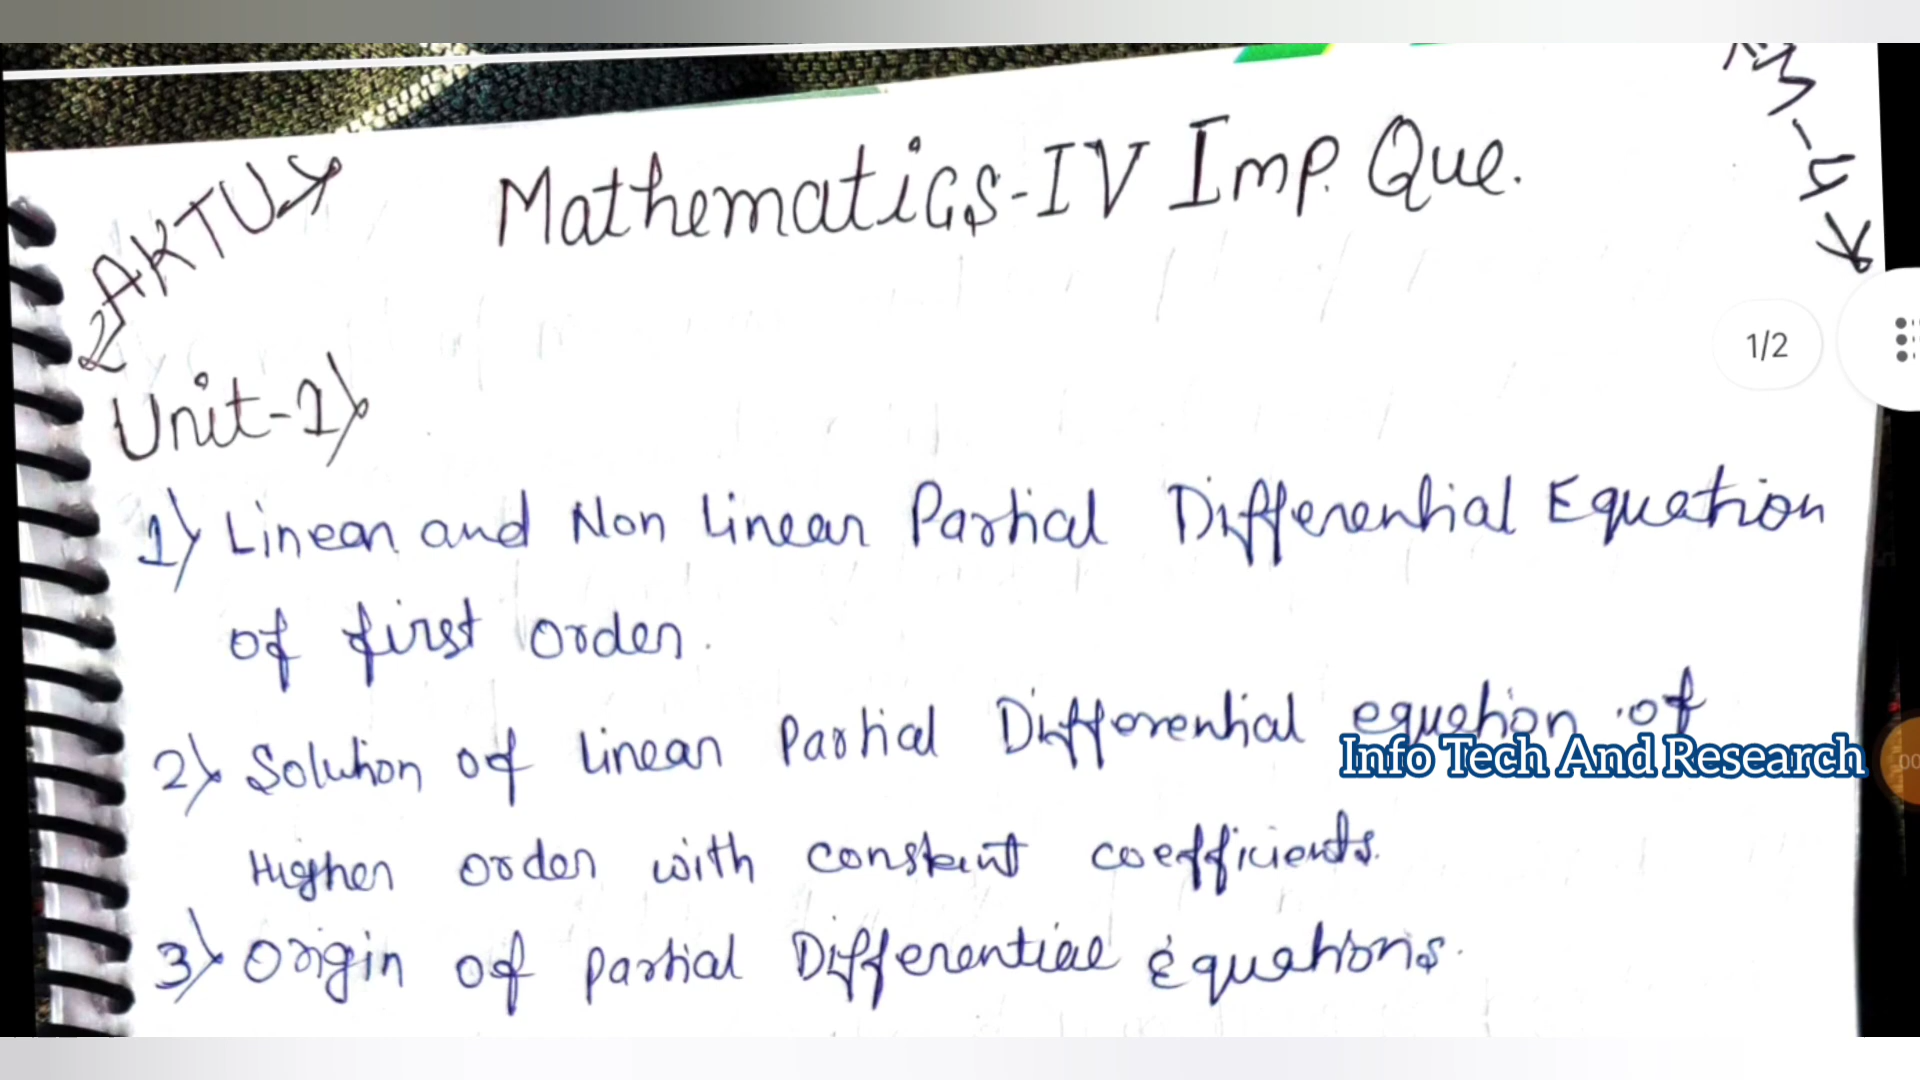 AKTU
Mathematics-IV Imp. Que.
M-4
1/2
Unit-1)
1) Linear and Non linear Partial Differential Equation
of first order.
2) Solution of linear Partial Differential equation of
Info Tech And Research
00
Higher order with constant coefficients.
3) Origin of partial Differential Equations.